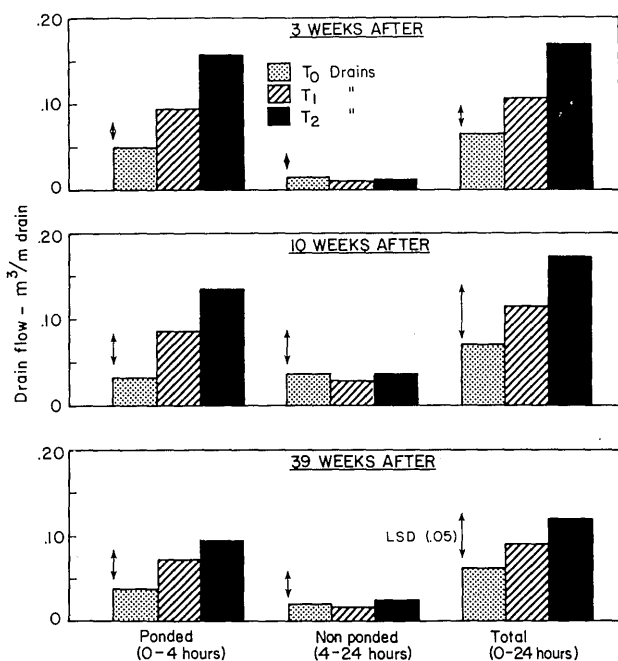 3 WEEKS AFTER
.20
.10
0
T0 Drains
T1 "
T2 "
10 WEEKS AFTER
.20
.10
0
Drain flow - m³/m drain
39 WEEKS AFTER
.20
.10
0
LSD (.05)
Ponded
(0-4 hours)
Non ponded
(4-24 hours)
Total
(0-24 hours)